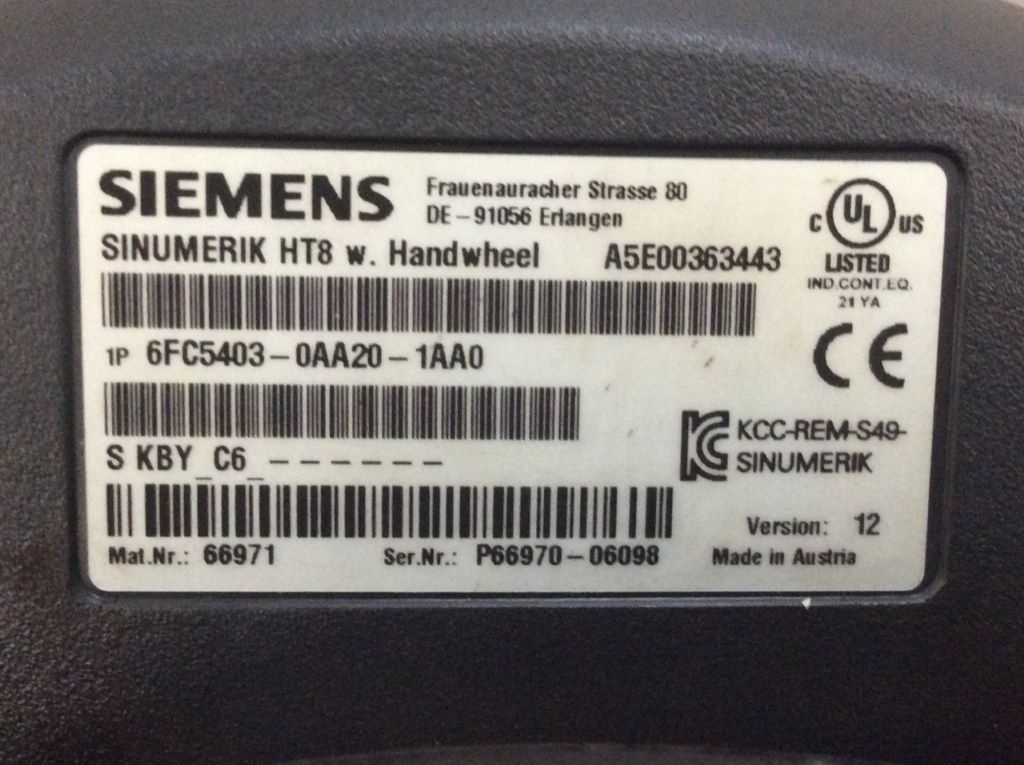 SIEMENS
Frauenauracher Strasse 80
DE-91056 Erlangen
SINUMERIK HT8 w. Handwheel A5E00363443
C UL US
LISTED
IND.CONT.EQ.
21 YA
1P 6FC5403-0AA20-1AA0
CE
S KBY_C6_------
KCC-REM-S49-
SINUMERIK
Version: 12
Mat.Nr.: 66971 Ser.Nr.: P66970-06098 Made in Austria